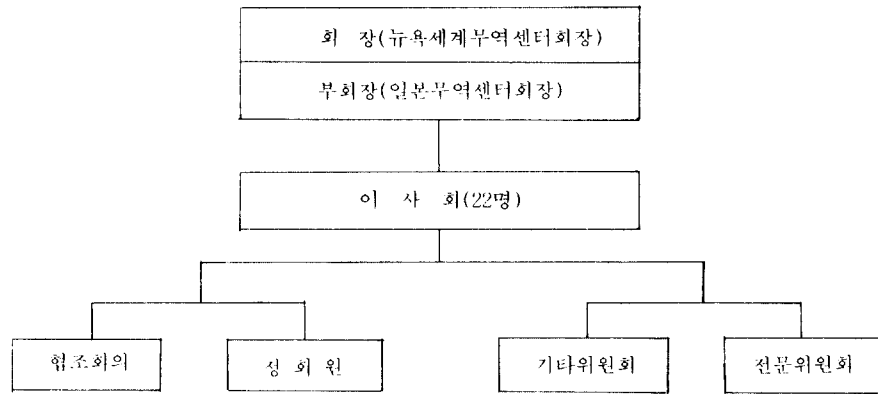 회 장(뉴욕세계무역센터회장)
부회장(일본무역센터회장)
이 사 회(22명)
협조회의
정 회 원
기타위원회
전문위원회